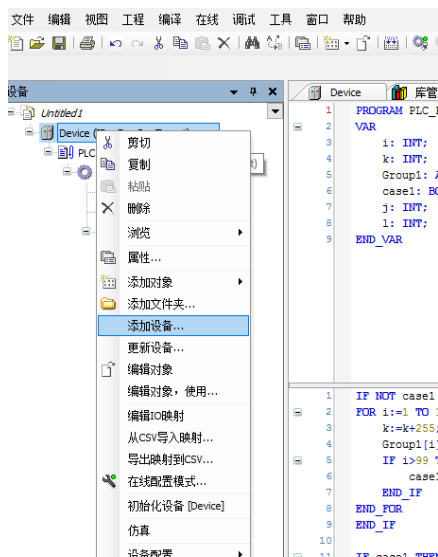 文件 编辑 视图 工程 编译 在线 调试 工具 窗口 帮助
设备
Untitled1
Device
PLC
剪切
复制
粘贴
删除
浏览
属性...
添加对象
添加文件夹...
添加设备...
更新设备...
编辑对象
编辑对象，使用...
编辑IO映射
从CSV导入映射...
导出映射到CSV...
在线配置模式...
初始化设备 [Device]
仿真
设备配置
Device 库管
1 PROGRAM PLC_
2 VAR
3 i: INT;
4 k: INT;
5 Group1:
6 case1:
7 j: INT;
8 l: INT;
9 END_VAR
1 IF NOT case1
2 FOR i:=1 TO
3 k:=k+255;
4 Group1[i]
5 IF i>99
6 case
7 END_IF
8 END_FOR
9 END_IF
10
11 IF case1 THEN